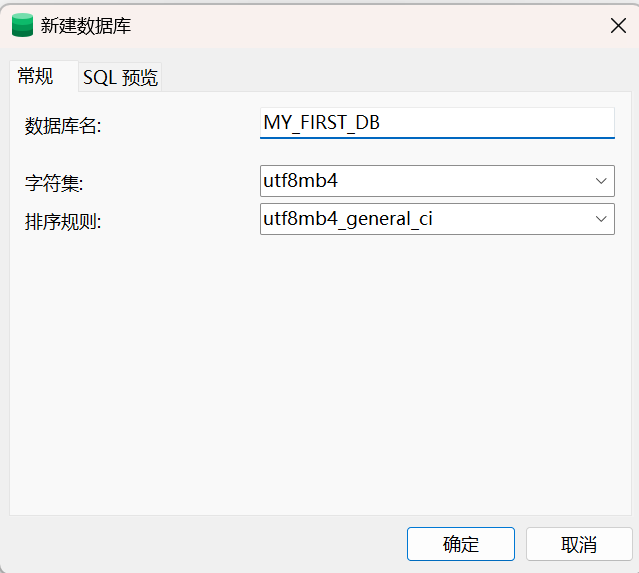 新建数据库
常规 SQL 预览
数据库名: MY_FIRST_DB
字符集: utf8mb4
排序规则: utf8mb4_general_ci
确定 取消